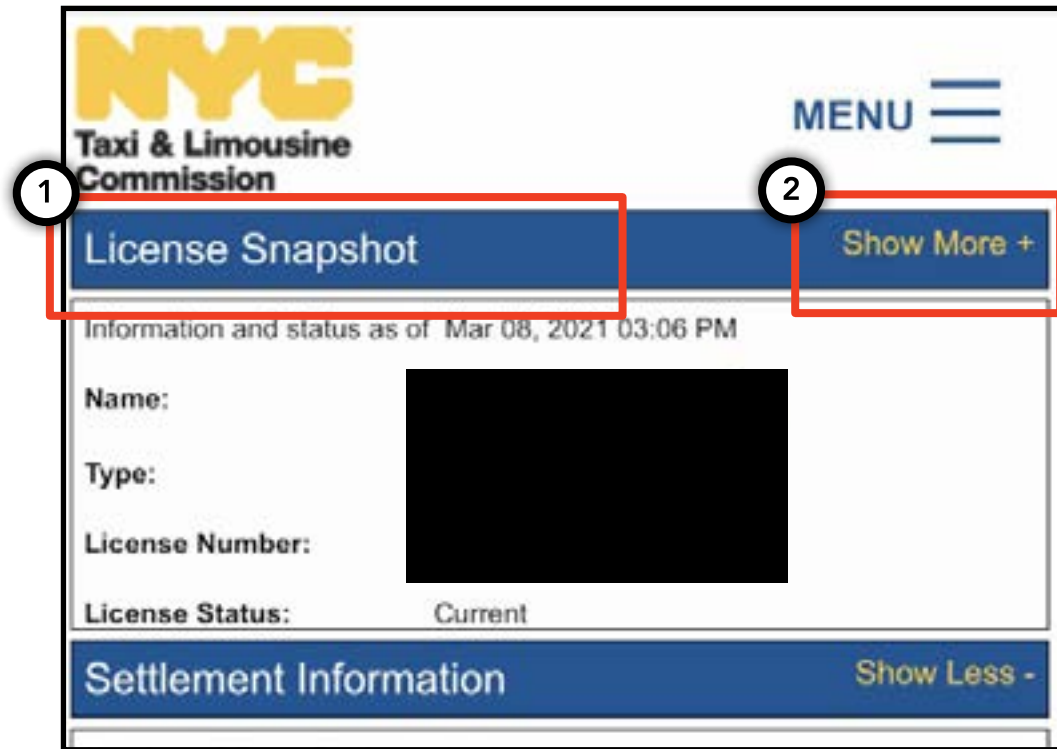 NYC
Taxi & Limousine
Commission
MENU
1
2
License Snapshot Show More +
Information and status as of Mar 08, 2021 03:06 PM
Name:
Type:
License Number:
License Status: Current
Settlement Information Show Less -